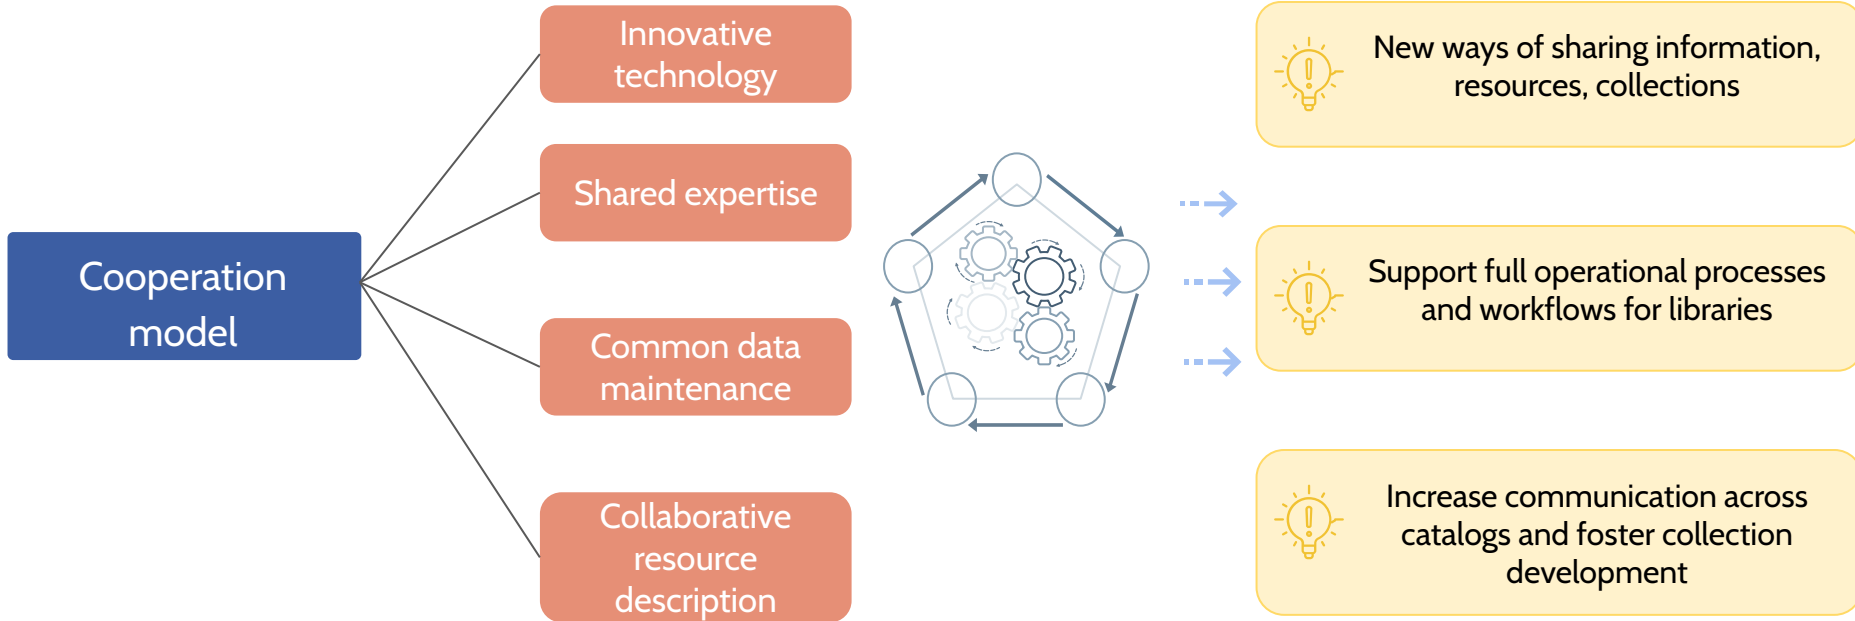 Cooperation
model
Innovative
technology
Shared expertise
Common data
maintenance
Collaborative
resource
description
New ways of sharing information,
resources, collections
Support full operational processes
and workflows for libraries
Increase communication across
catalogs and foster collection
development